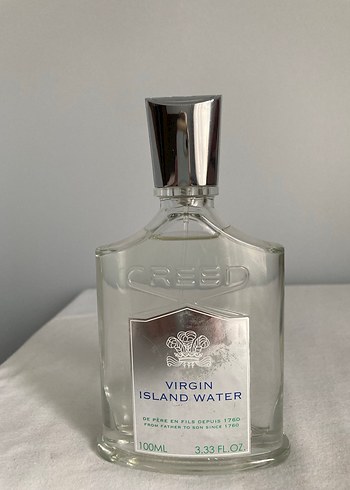 CREED
VIRGIN
ISLAND WATER
DE PÈRE EN FILS DEPUIS 1760
FROM FATHER TO SON SINCE 1760
100ML 3.33 FL.OZ